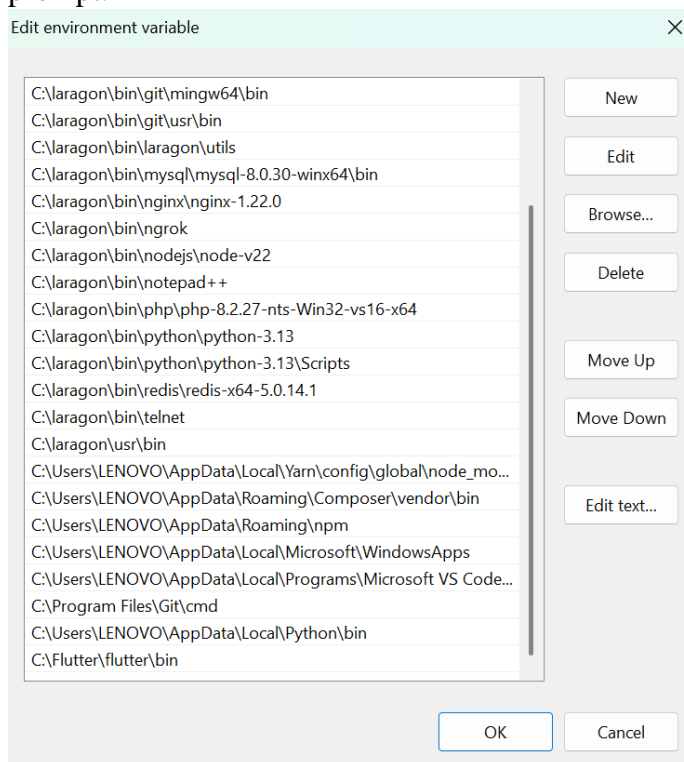 Edit environment variable
C:\laragon\bin\git\mingw64\bin
C:\laragon\bin\git\usr\bin
C:\laragon\bin\laragon\utils
C:\laragon\bin\mysql\mysql-8.0.30-winx64\bin
C:\laragon\bin\nginx\nginx-1.22.0
C:\laragon\bin\ngrok
C:\laragon\bin\nodejs\node-v22
C:\laragon\bin\notepad++
C:\laragon\bin\php\php-8.2.27-nts-Win32-vs16-x64
C:\laragon\bin\python\python-3.13
C:\laragon\bin\python\python-3.13\Scripts
C:\laragon\bin\redis\redis-x64-5.0.14.1
C:\laragon\bin\telnet
C:\laragon\usr\bin
C:\Users\LENOVO\AppData\Local\Yarn\config\global\node_mo...
C:\Users\LENOVO\AppData\Roaming\Composer\vendor\bin
C:\Users\LENOVO\AppData\Roaming\npm
C:\Users\LENOVO\AppData\Local\Microsoft\WindowsApps
C:\Users\LENOVO\AppData\Local\Programs\Microsoft VS Code...
C:\Program Files\Git\cmd
C:\Users\LENOVO\AppData\Local\Python\bin
C:\Flutter\flutter\bin
New
Edit
Browse...
Delete
Move Up
Move Down
Edit text...
OK
Cancel